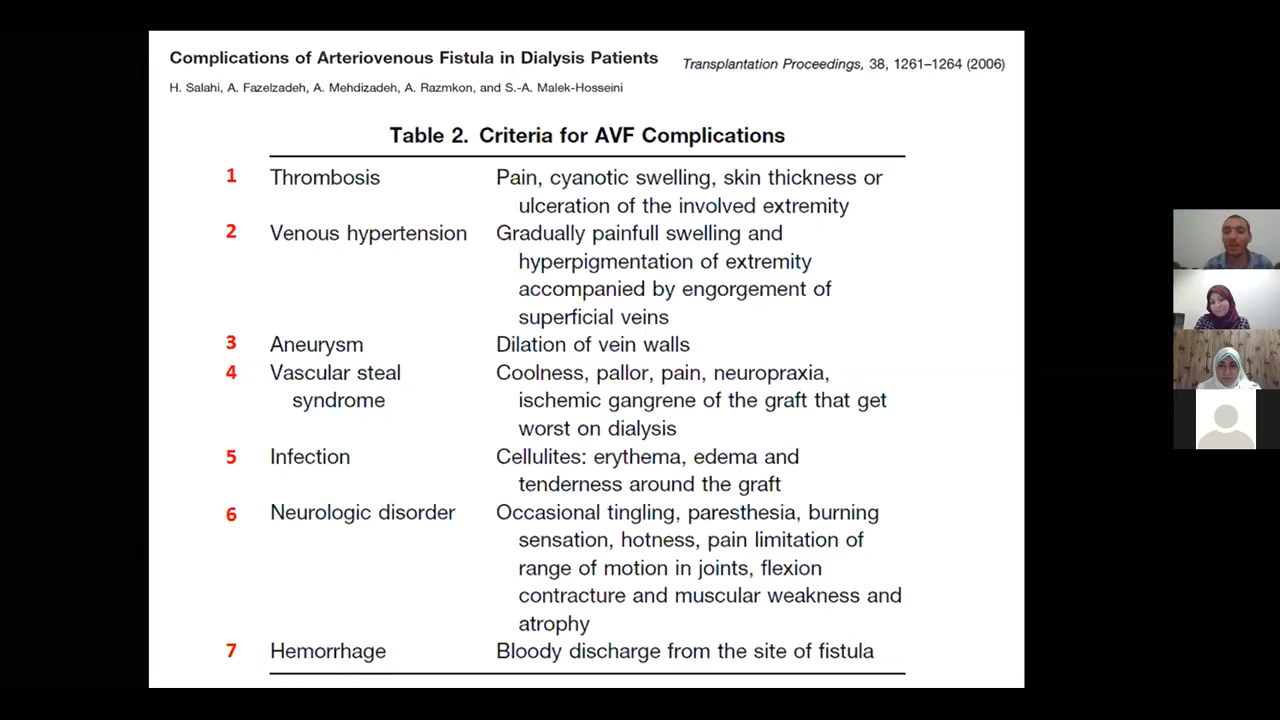 Complications of Arteriovenous Fistula in Dialysis Patients
Transplantation Proceedings, 38, 1261–1264 (2006)
H. Salahi, A. Fazelzadeh, A. Mehdizadeh, A. Razmkon, and S.-A. Malek-Hosseini
Table 2. Criteria for AVF Complications
1 Thrombosis Pain, cyanotic swelling, skin thickness or
ulceration of the involved extremity
2 Venous hypertension Gradually painfull swelling and
hyperpigmentation of extremity
accompanied by engorgement of
superficial veins
3 Aneurysm Dilation of vein walls
4 Vascular steal Coolness, pallor, pain, neuropraxia,
syndrome ischemic gangrene of the graft that get
worst on dialysis
5 Infection Cellulites: erythema, edema and
tenderness around the graft
6 Neurologic disorder Occasional tingling, paresthesia, burning
sensation, hotness, pain limitation of
range of motion in joints, flexion
contracture and muscular weakness and
atrophy
7 Hemorrhage Bloody discharge from the site of fistula